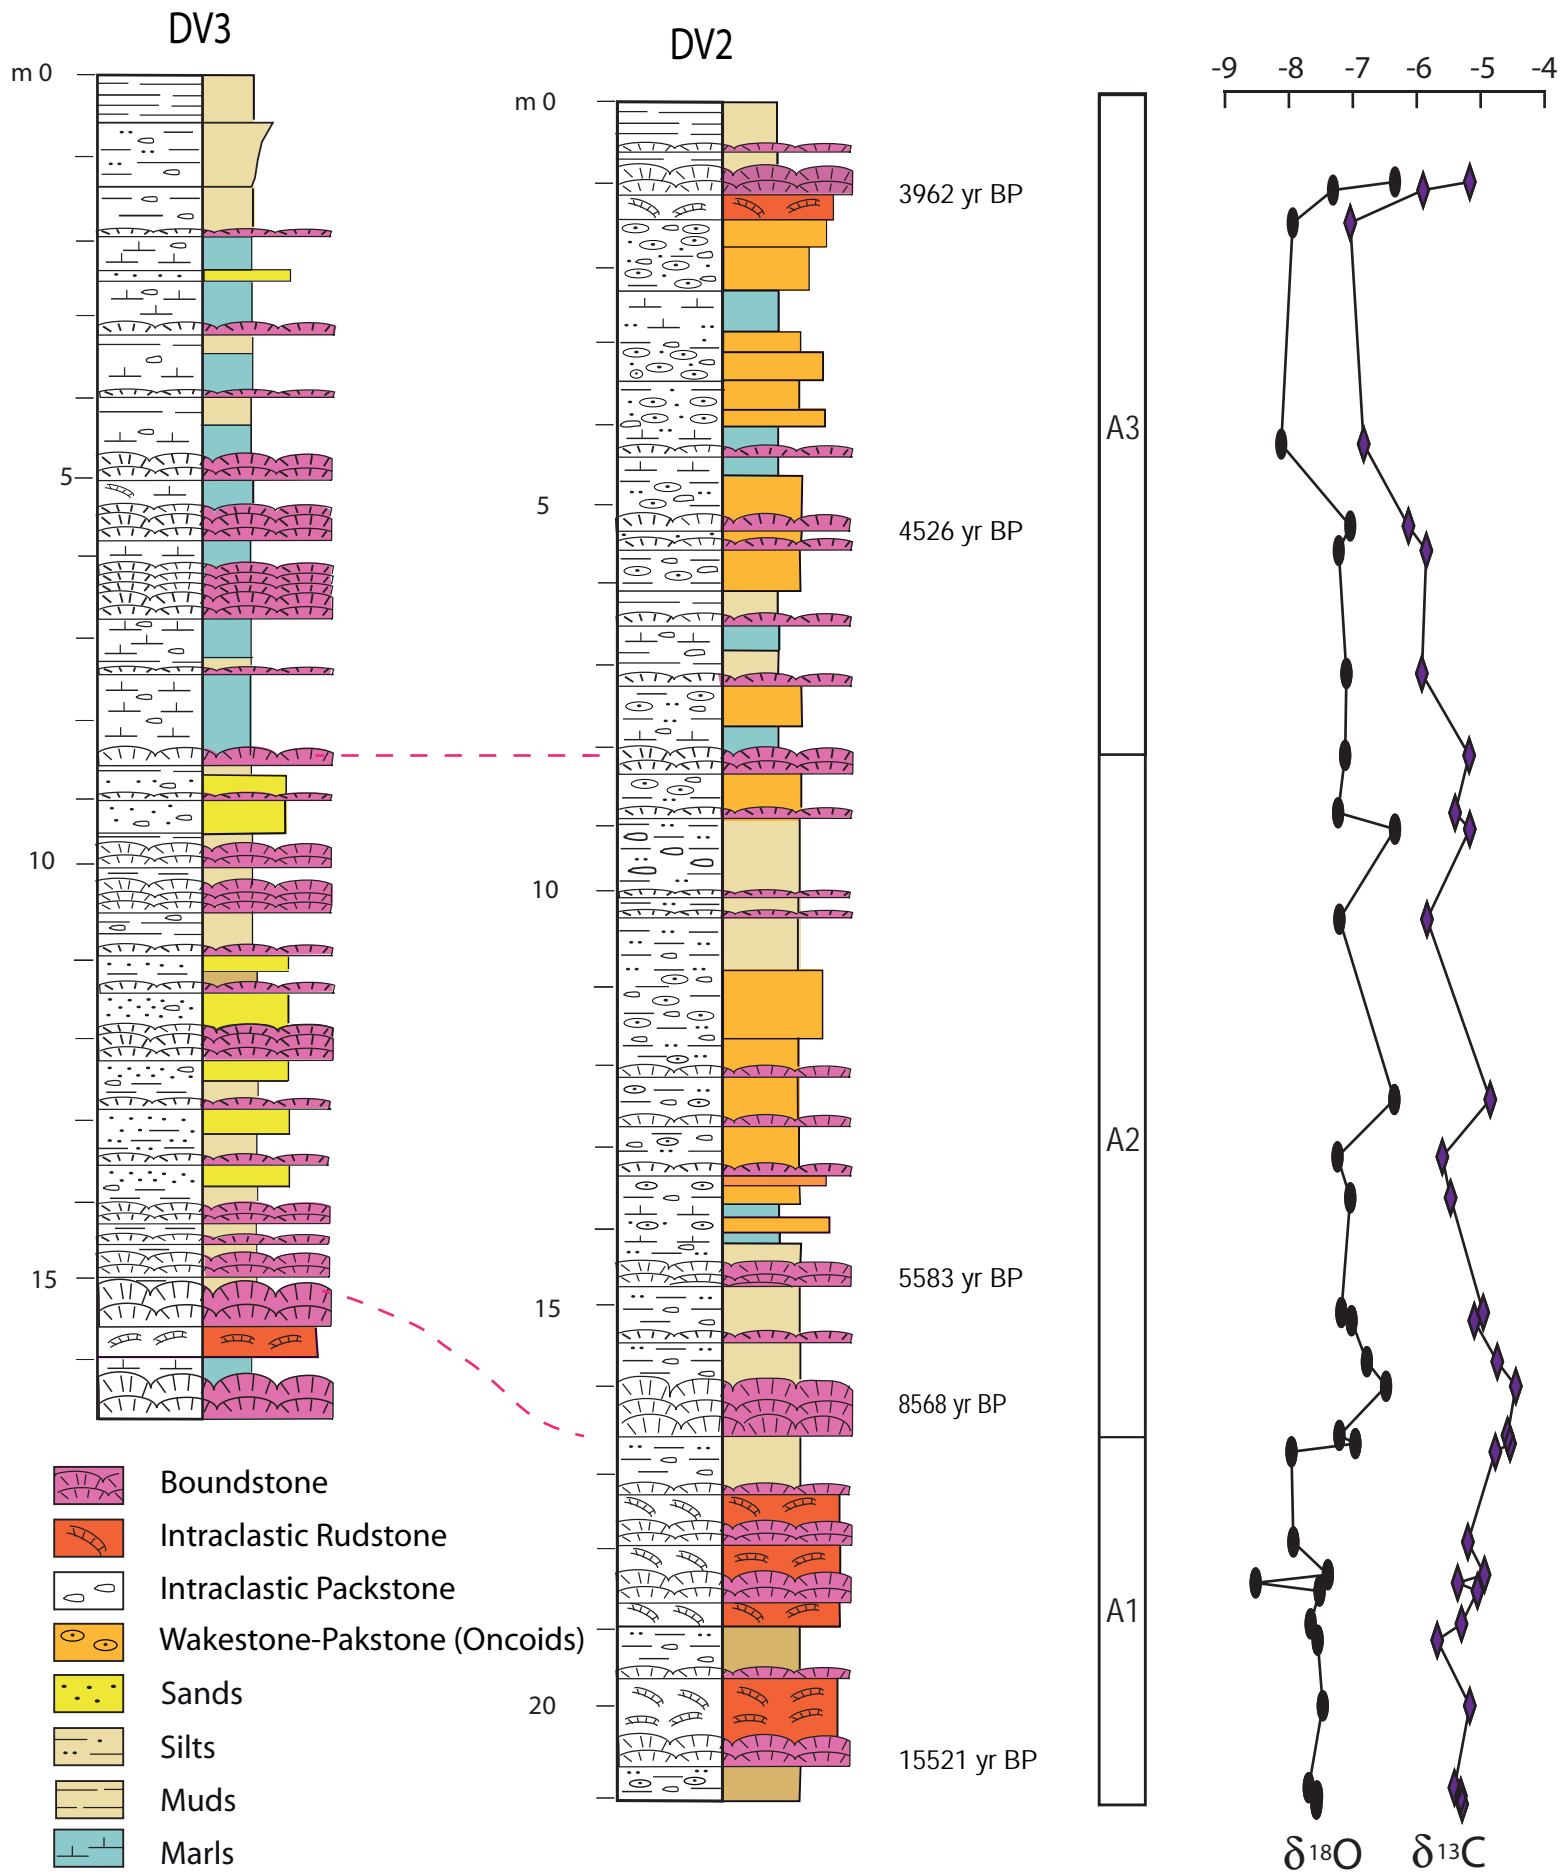 DV3
DV2
-9 -8 -7 -6 -5 -4
m 0
m 0
3962 yr BP
A3
5
5
4526 yr BP
10
10
A2
15
5583 yr BP
15
8568 yr BP
Boundstone
Intraclastic Rudstone
Intraclastic Packstone
A1
Wakestone-Pakstone (Oncoids)
Sands
20
Silts
15521 yr BP
Muds
Marls
δ18O δ13C